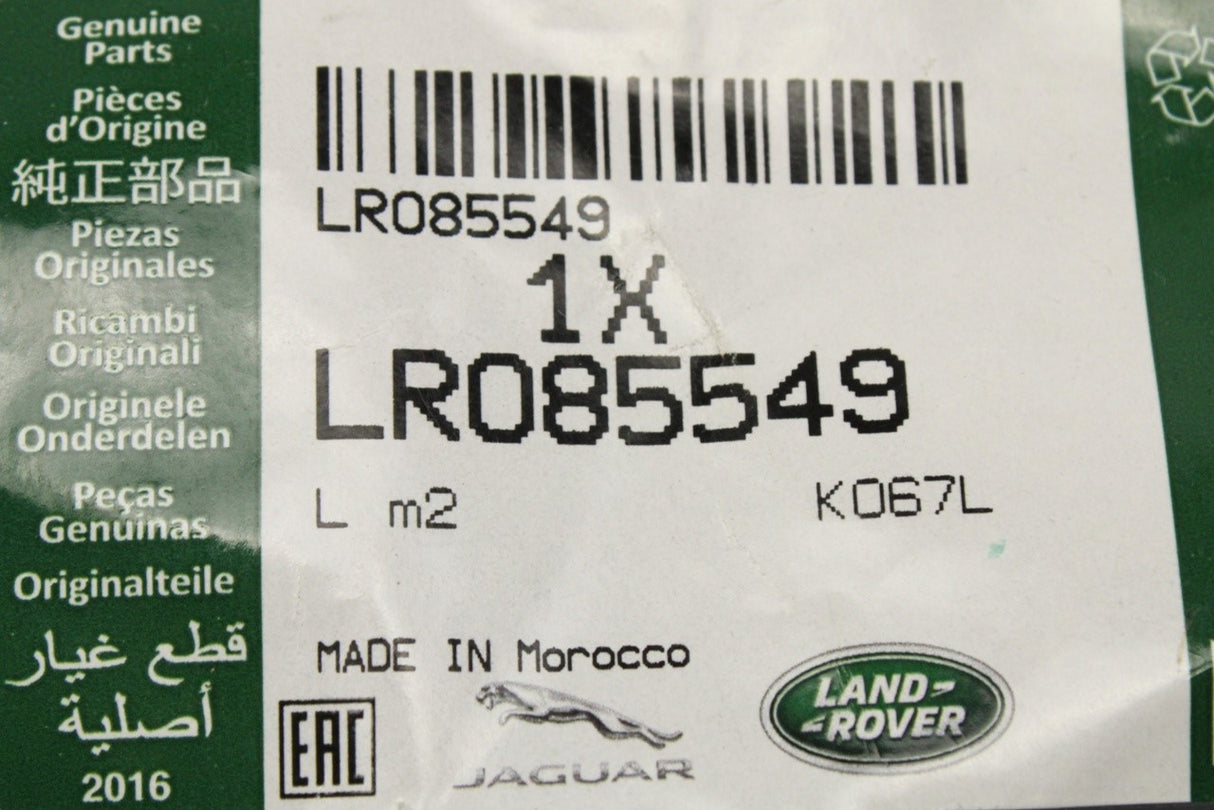 Genuine
Parts
Pièces
d'Origine
純正部品
Piezas
Originales
Ricambi
Originali
Originele
Onderdelen
Peças
Genuinas
Originalteile
قطع غيار
أصلية
2016
LR085549
1X
LR085549
L m2 K067L
MADE IN Morocco
EAC
JAGUAR
LAND-
-ROVER